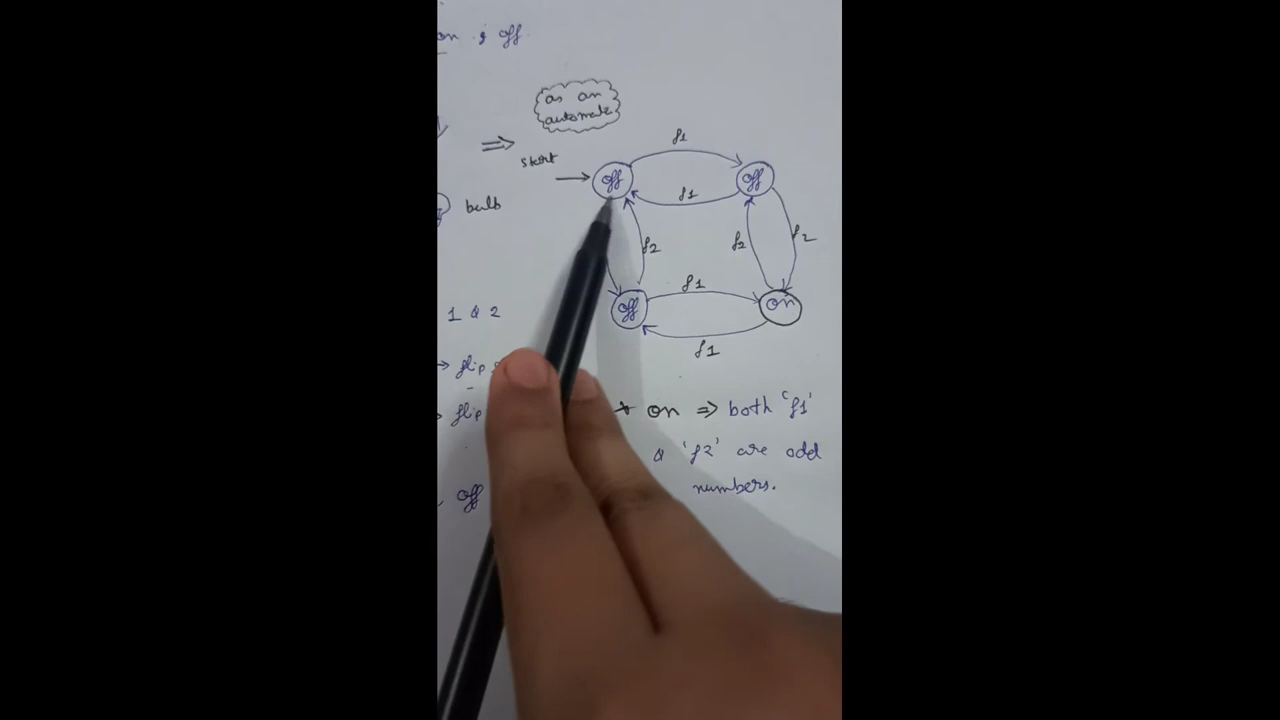 on & off
as an
automata
start
f1
off
off
f1
bulb
f2
f2
f2
f1
off
on
1 & 2
f1
→ flip
* on ⇒ both 'f1'
→ flip
& 'f2' are odd
numbers.
off